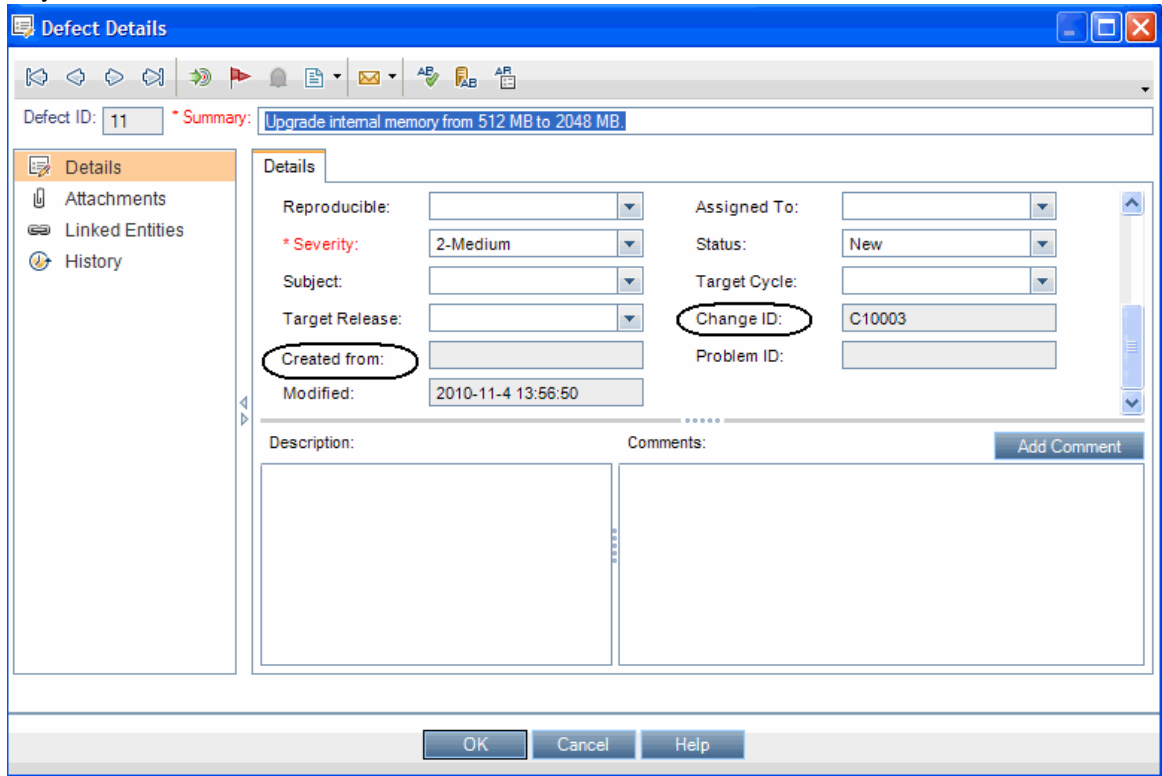 Defect Details
Defect ID: 11 * Summary: Upgrade internal memory from 512 MB to 2048 MB.
Details
Attachments
Linked Entities
History
Details
Reproducible: Assigned To:
* Severity: 2-Medium Status: New
Subject: Target Cycle:
Target Release: Change ID: C10003
Created from: Problem ID:
Modified: 2010-11-4 13:56:50
Description: Comments: Add Comment
OK Cancel Help